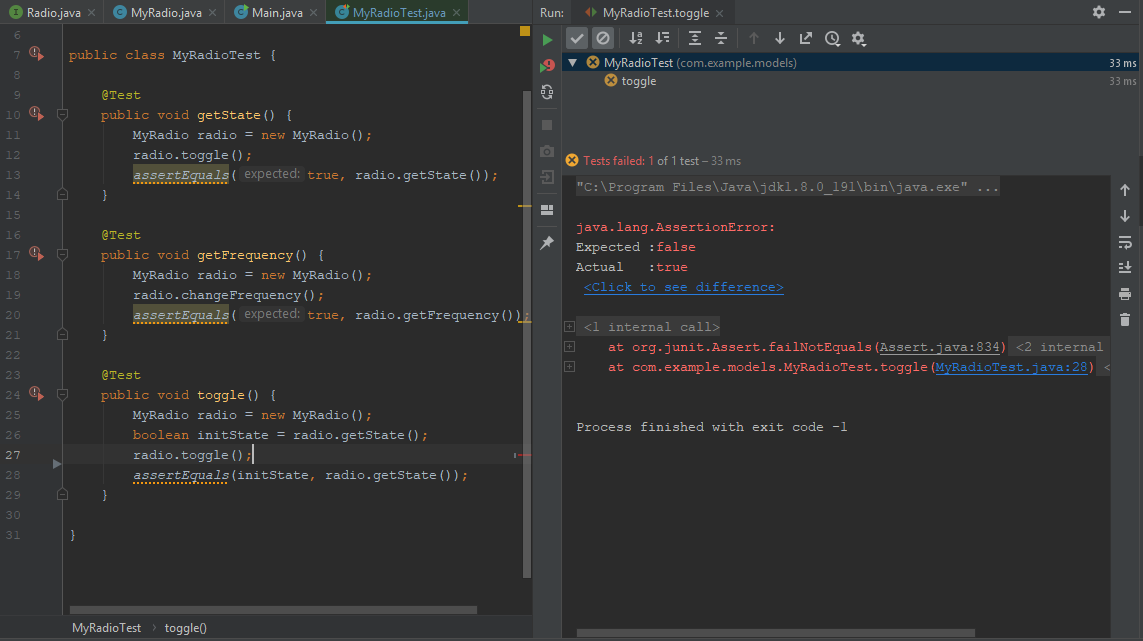 Radio.java
MyRadio.java
Main.java
MyRadioTest.java
6
7 public class MyRadioTest {
8
9 @Test
10 public void getState() {
11 MyRadio radio = new MyRadio();
12 radio.toggle();
13 assertEquals( expected: true, radio.getState());
14 }
15
16 @Test
17 public void getFrequency() {
18 MyRadio radio = new MyRadio();
19 radio.changeFrequency();
20 assertEquals( expected: true, radio.getFrequency());
21 }
22
23 @Test
24 public void toggle() {
25 MyRadio radio = new MyRadio();
26 boolean initState = radio.getState();
27 radio.toggle();
28 assertEquals(initState, radio.getState());
29 }
30
31 }
MyRadioTest › toggle()
Run: MyRadioTest.toggle
MyRadioTest (com.example.models) 33 ms
toggle 33 ms
Tests failed: 1 of 1 test – 33 ms
"C:\Program Files\Java\jdk1.8.0_191\bin\java.exe" ...
java.lang.AssertionError:
Expected :false
Actual :true
<Click to see difference>
<1 internal call>
at org.junit.Assert.failNotEquals(Assert.java:834) <2 internal
at com.example.models.MyRadioTest.toggle(MyRadioTest.java:28) <
Process finished with exit code -1